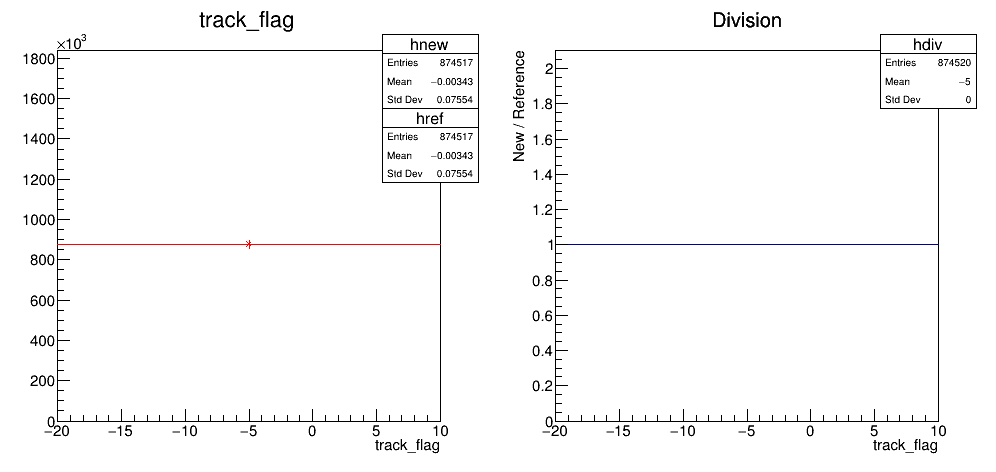 track_flag
×10³
1800
1600
1400
1200
1000
800
600
400
200
0
−20 −15 −10 −5 0 5 10
track_flag
hnew
Entries 874517
Mean −0.00343
Std Dev 0.07554
href
Entries 874517
Mean −0.00343
Std Dev 0.07554
Division
New / Reference
2
1.8
1.6
1.4
1.2
1
0.8
0.6
0.4
0.2
0
−20 −15 −10 −5 0 5 10
track_flag
hdiv
Entries 874520
Mean −5
Std Dev 0